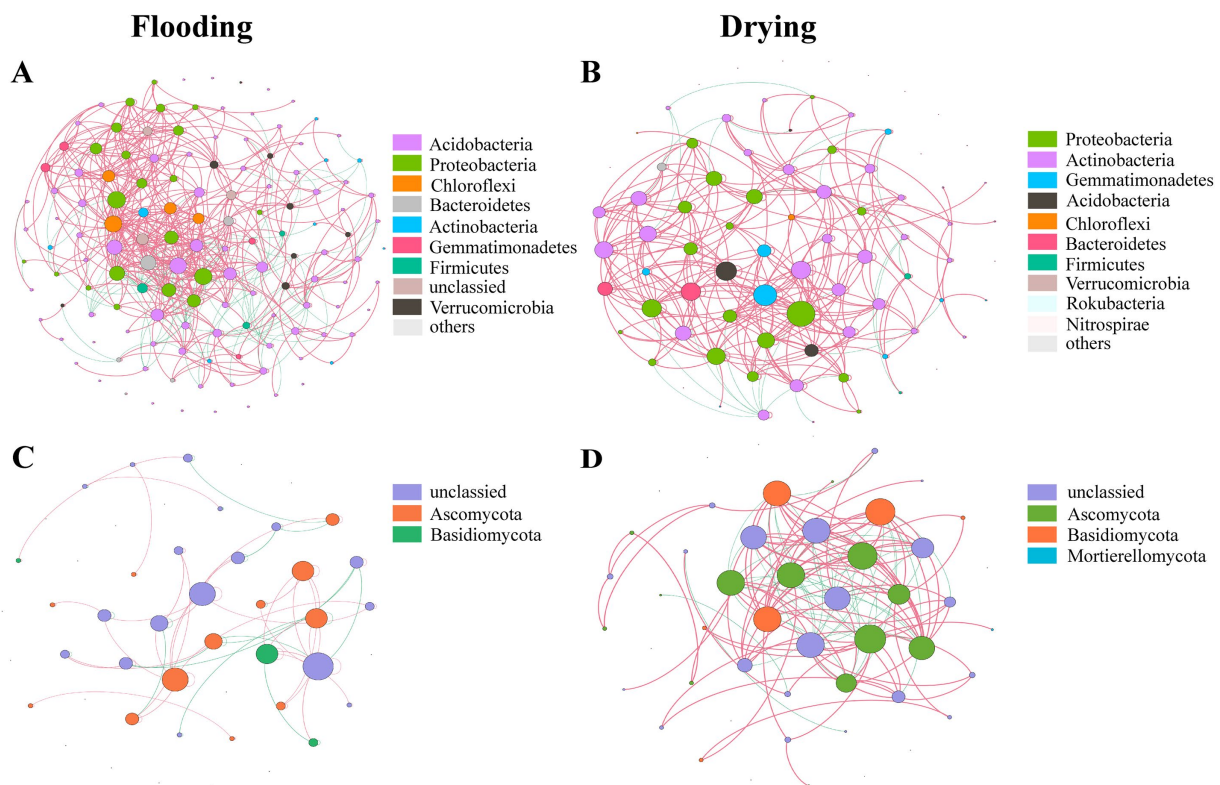 Flooding
Drying
A
Acidobacteria
Proteobacteria
Chloroflexi
Bacteroidetes
Actinobacteria
Gemmatimonadetes
Firmicutes
unclassied
Verrucomicrobia
others
B
Proteobacteria
Actinobacteria
Gemmatimonadetes
Acidobacteria
Chloroflexi
Bacteroidetes
Firmicutes
Verrucomicrobia
Rokubacteria
Nitrospirae
others
C
unclassied
Ascomycota
Basidiomycota
D
unclassied
Ascomycota
Basidiomycota
Mortierellomycota